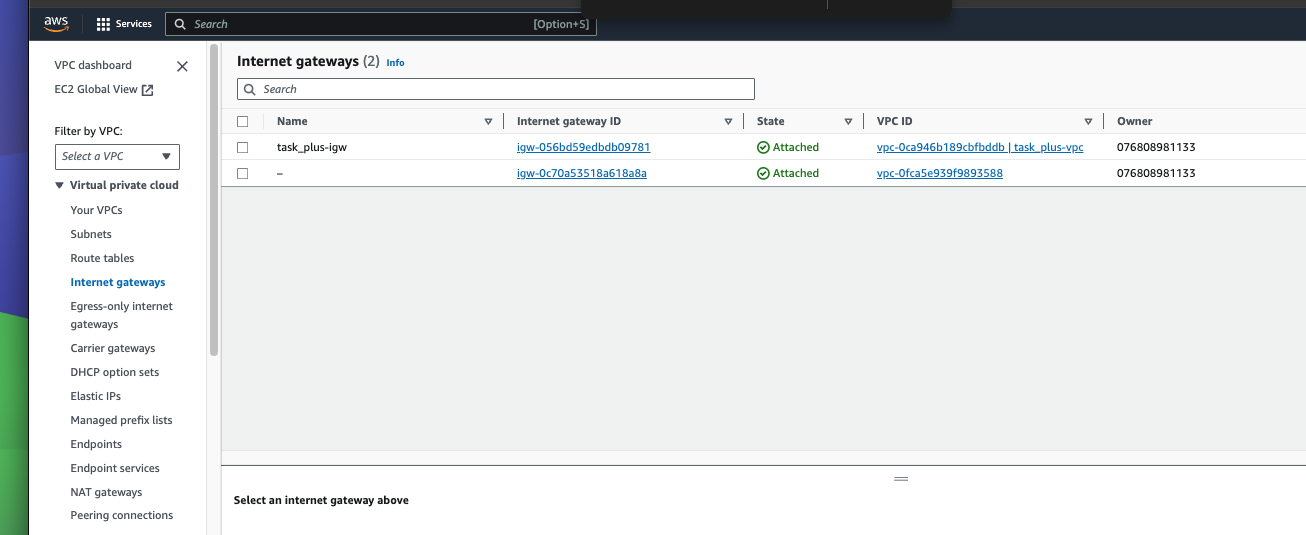 aws
Services
Search
[Option+S]
VPC dashboard
EC2 Global View
Filter by VPC:
Select a VPC
Virtual private cloud
Your VPCs
Subnets
Route tables
Internet gateways
Egress-only internet
gateways
Carrier gateways
DHCP option sets
Elastic IPs
Managed prefix lists
Endpoints
Endpoint services
NAT gateways
Peering connections
Internet gateways (2) Info
Search
Name Internet gateway ID State VPC ID Owner
task_plus-igw igw-056bd59edbdb09781 Attached vpc-0ca946b189cbfbddb | task_plus-vpc 076808981133
– igw-0c70a53518a618a8a Attached vpc-0fca5e939f9893588 076808981133
Select an internet gateway above